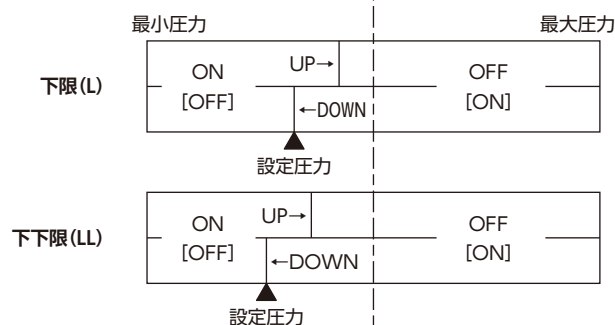 最小圧力 最大圧力
下限(L)
ON UP→ OFF
[OFF] ←DOWN [ON]
設定圧力
下下限(LL)
ON UP→ OFF
[OFF] ←DOWN [ON]
設定圧力